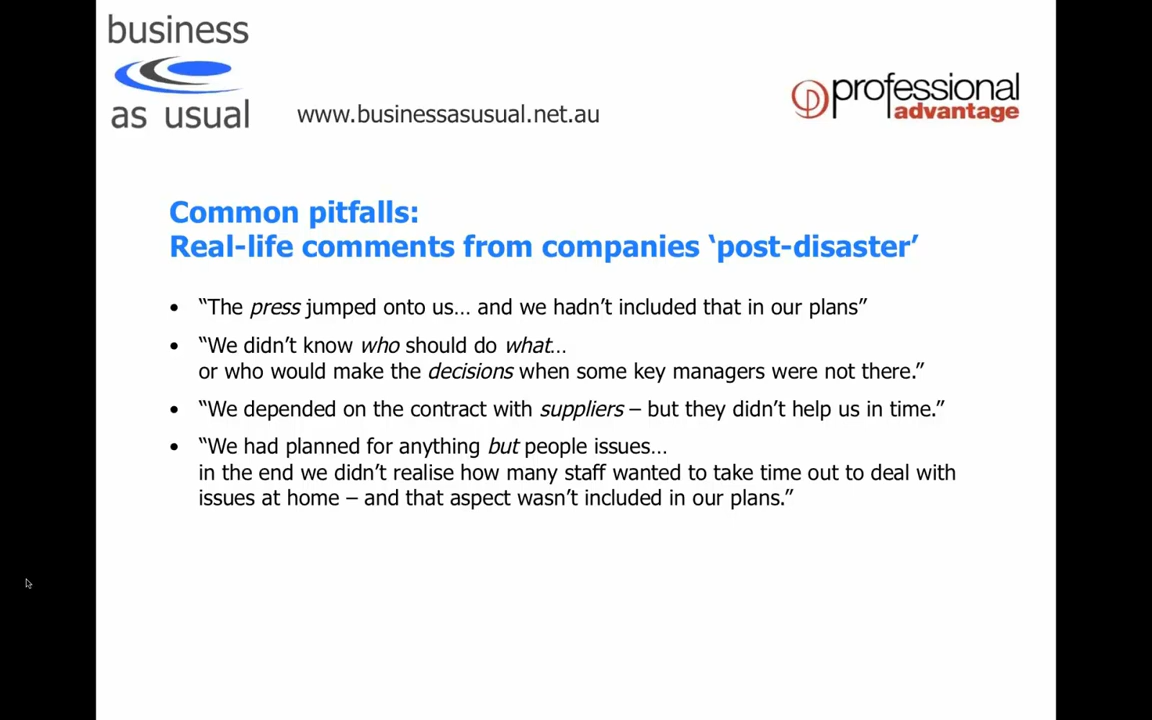 business
as usual
www.businessasusual.net.au
professional
advantage
Common pitfalls:
Real-life comments from companies ‘post-disaster’
• “The press jumped onto us… and we hadn’t included that in our plans”
• “We didn’t know who should do what…
or who would make the decisions when some key managers were not there.”
• “We depended on the contract with suppliers – but they didn’t help us in time.”
• “We had planned for anything but people issues…
in the end we didn’t realise how many staff wanted to take time out to deal with
issues at home – and that aspect wasn’t included in our plans.”